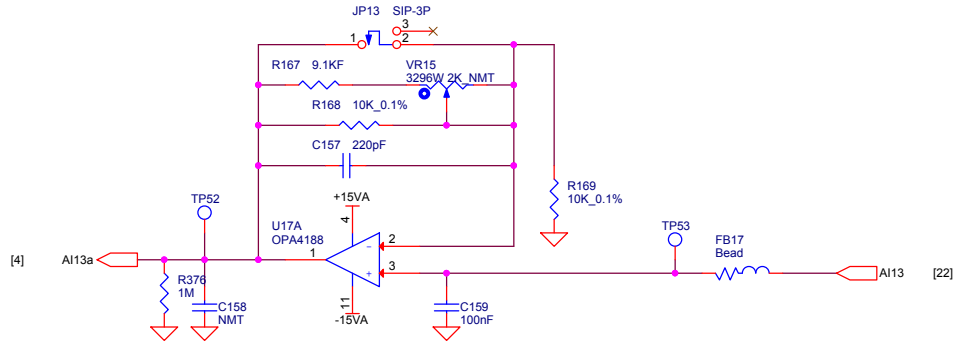 JP13 SIP-3P
3
1 2
R167 9.1KF VR15
3296W 2K_NMT
R168 10K_0.1%
C157 220pF
R169
10K_0.1%
TP52 +15VA
4
U17A
OPA4188
TP53
FB17
Bead
2
[4] AI13a 1 - + 3 AI13 [22]
R376
1M
C158
NMT
11
-15VA
C159
100nF